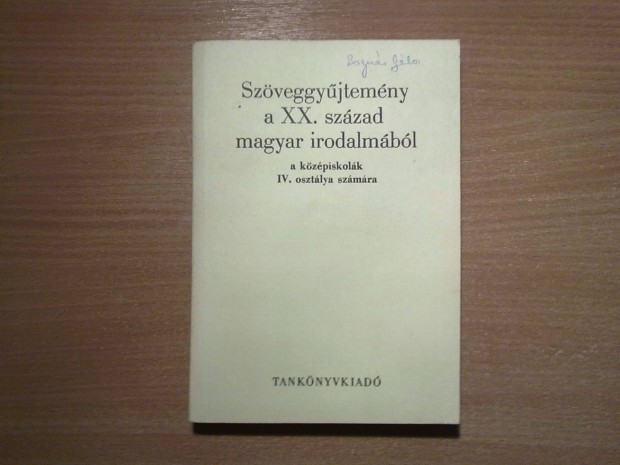 Szöveggyűjtemény
a XX. század
magyar irodalmából
a középiskolák
IV. osztálya számára
TANKÖNYVKIADÓ